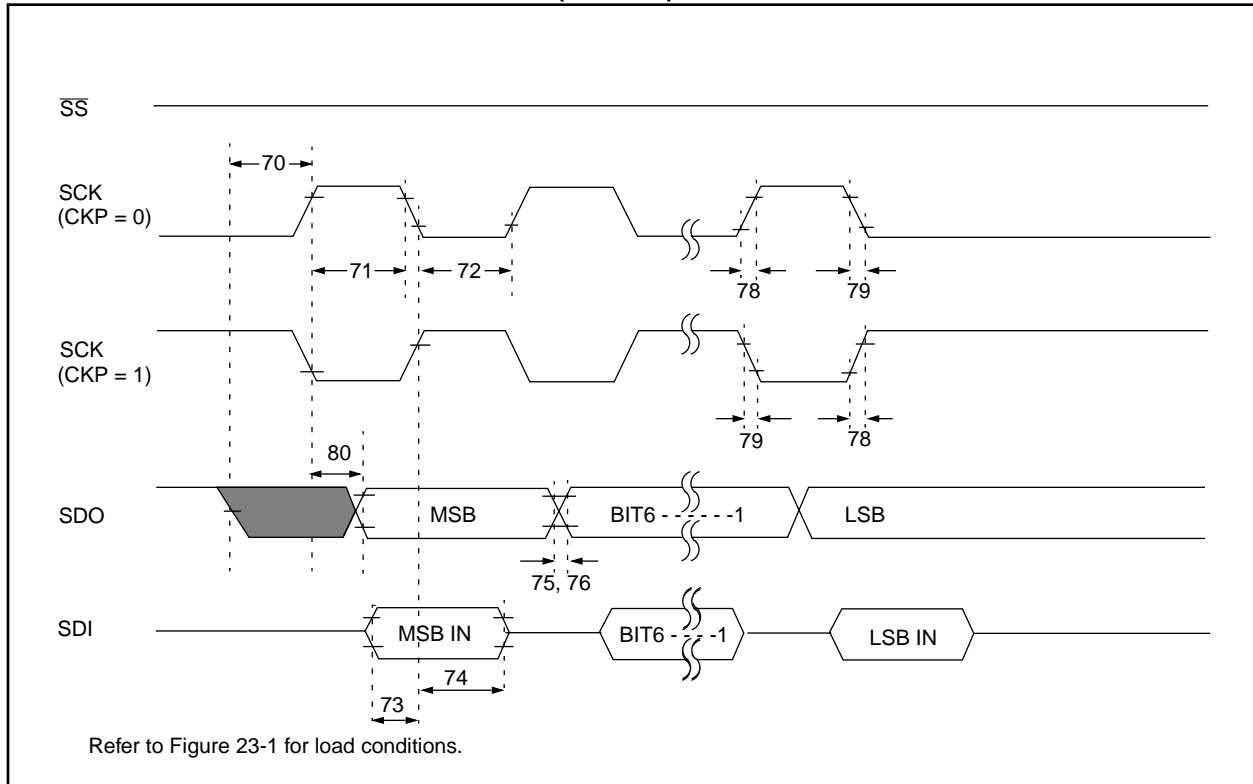 SS
70
SCK
(CKP = 0)
71
72
78
79
SCK
(CKP = 1)
79
78
80
SDO
MSB
BIT6 - - - - - -1
LSB
75, 76
SDI
MSB IN
BIT6 - - - - -1
LSB IN
74
73
Refer to Figure 23-1 for load conditions.